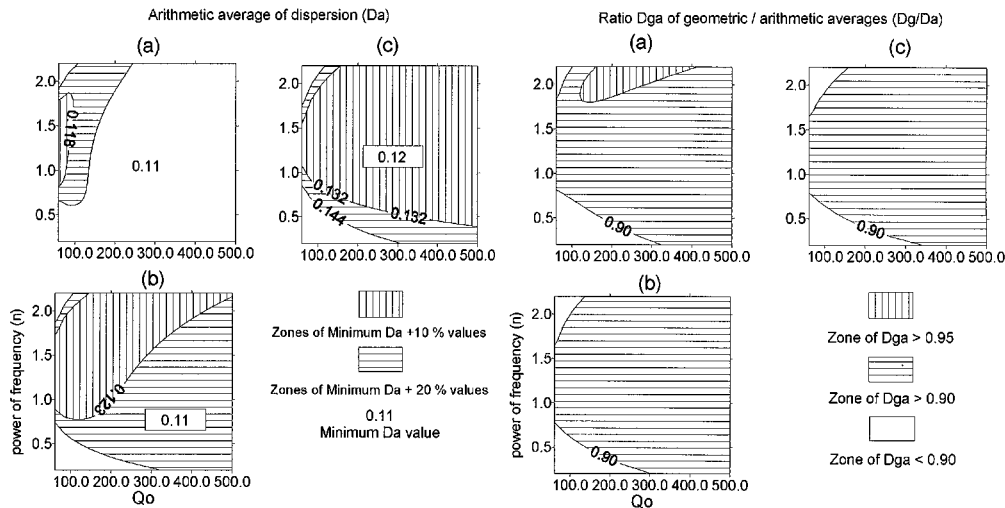 Arithmetic average of dispersion (Da)
(a)
2.0
1.5
1.0
0.5
0.118
0.11
100.0 200.0 300.0 400.0 500.0
(c)
2.0
1.5
1.0
0.5
0.12
0.132
0.144
0.132
100.0 200.0 300.0 400.0 500.0
(b)
power of frequency (n)
2.0
1.5
1.0
0.5
0.123
0.11
100.0 200.0 300.0 400.0 500.0
Qo
Zones of Minimum Da +10 % values
Zones of Minimum Da + 20 % values
0.11
Minimum Da value
Ratio Dga of geometric / arithmetic averages (Dg/Da)
(a)
2.0
1.5
1.0
0.5
0.90
100.0 200.0 300.0 400.0 500.0
(c)
2.0
1.5
1.0
0.5
0.90
100.0 200.0 300.0 400.0 500.0
(b)
power of frequency (n)
2.0
1.5
1.0
0.5
0.90
100.0 200.0 300.0 400.0 500.0
Qo
Zone of Dga > 0.95
Zone of Dga > 0.90
Zone of Dga < 0.90